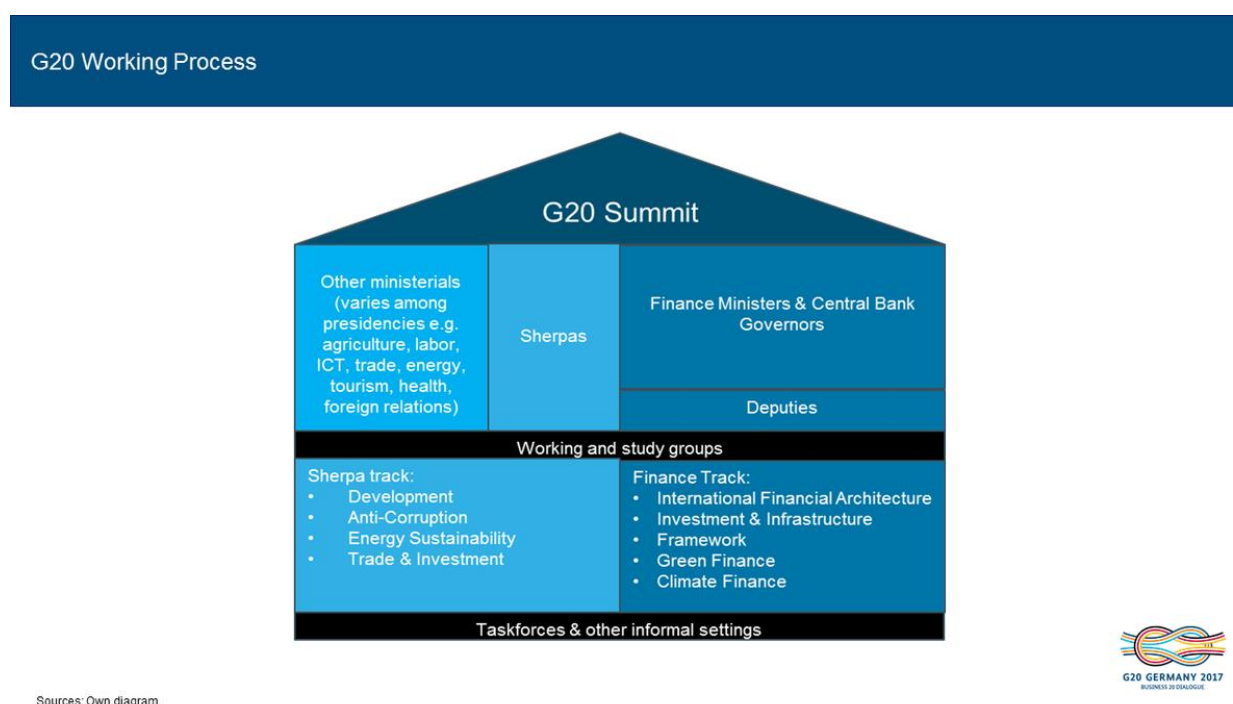 G20 Working Process
G20 Summit
Other ministerials
(varies among
presidencies e.g.
agriculture, labor,
ICT, trade, energy,
tourism, health,
foreign relations)
Sherpas
Finance Ministers & Central Bank
Governors
Deputies
Working and study groups
Sherpa track:
• Development
• Anti-Corruption
• Energy Sustainability
• Trade & Investment
Finance Track:
• International Financial Architecture
• Investment & Infrastructure
• Framework
• Green Finance
• Climate Finance
Taskforces & other informal settings
G20 GERMANY 2017
BUSINESS 20 DIALOGUE
Sources: Own diagram